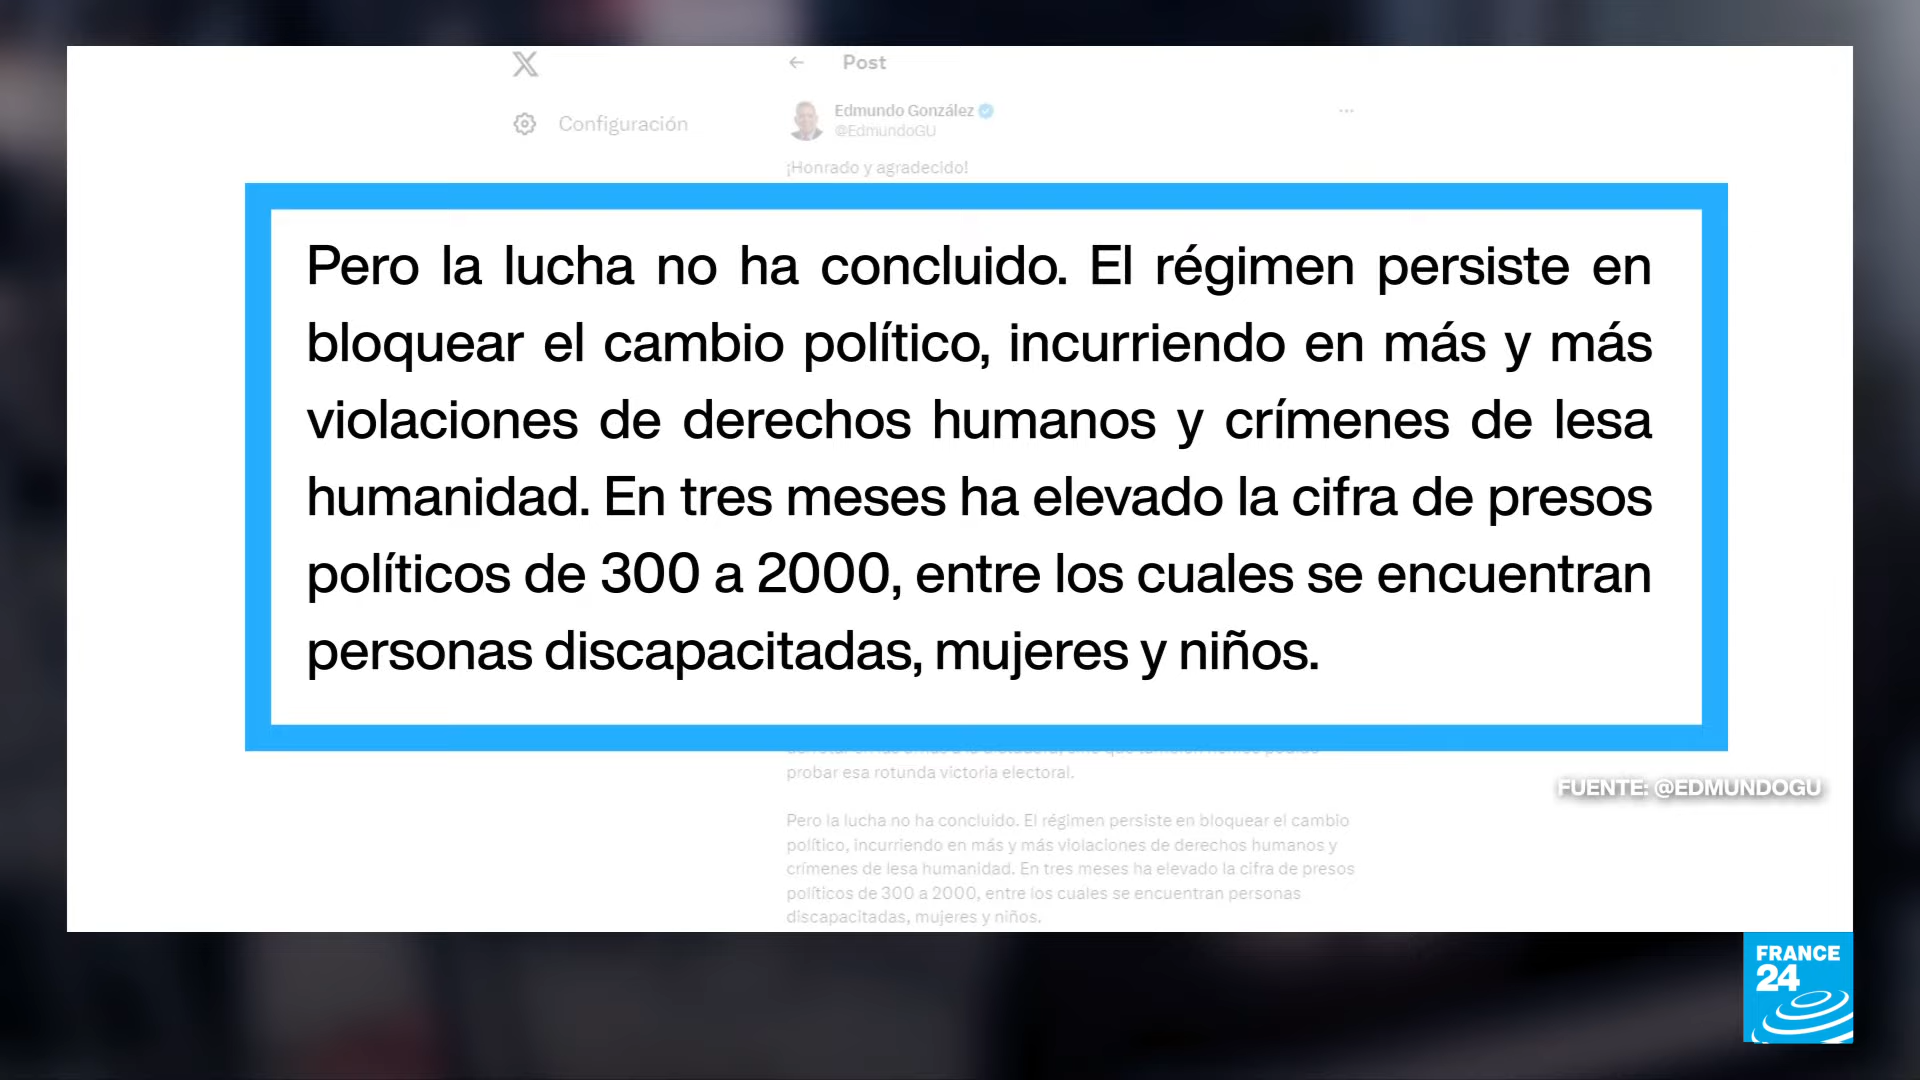 Post
Edmundo González
@EdmundoGU
Configuración
¡Honrado y agradecido!
Pero la lucha no ha concluido. El régimen persiste en
bloquear el cambio político, incurriendo en más y más
violaciones de derechos humanos y crímenes de lesa
humanidad. En tres meses ha elevado la cifra de presos
políticos de 300 a 2000, entre los cuales se encuentran
personas discapacitadas, mujeres y niños.
probar esa rotunda victoria electoral.
FUENTE: @EDMUNDOGU
Pero la lucha no ha concluido. El régimen persiste en bloquear el cambio
político, incurriendo en más y más violaciones de derechos humanos y
crímenes de lesa humanidad. En tres meses ha elevado la cifra de presos
políticos de 300 a 2000, entre los cuales se encuentran personas
discapacitadas, mujeres y niños.
FRANCE
24